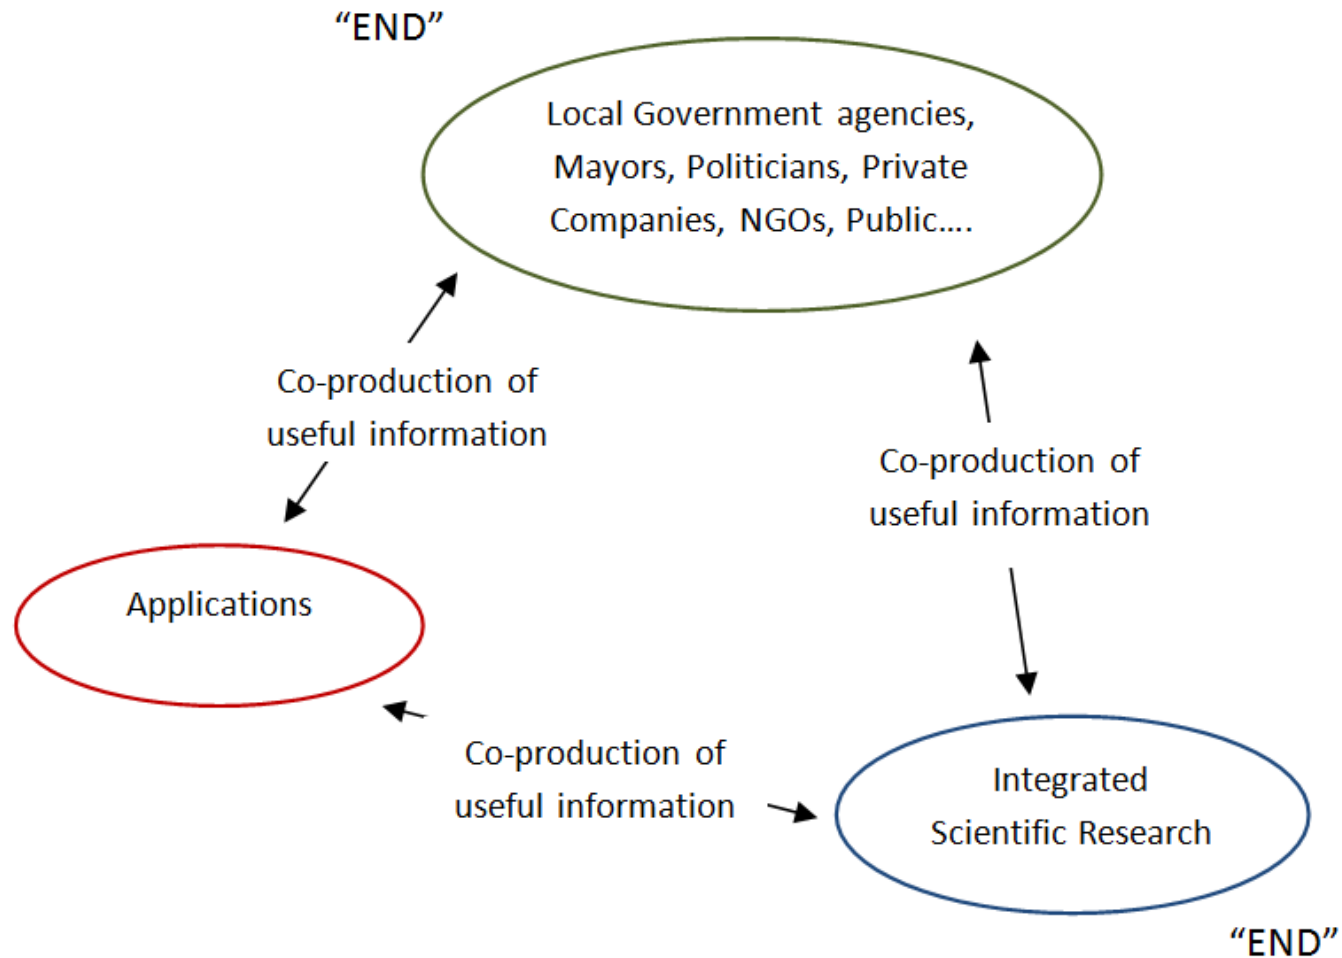 “END”
Local Government agencies,
Mayors, Politicians, Private
Companies, NGOs, Public….
Co-production of
useful information
Co-production of
useful information
Applications
Co-production of
useful information
Integrated
Scientific Research
“END”